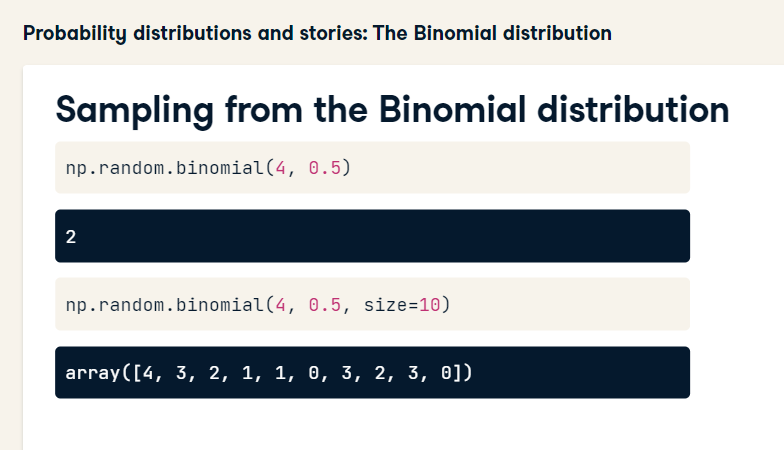 Probability distributions and stories: The Binomial distribution
Sampling from the Binomial distribution
np.random.binomial(4, 0.5)
2
np.random.binomial(4, 0.5, size=10)
array([4, 3, 2, 1, 1, 0, 3, 2, 3, 0])